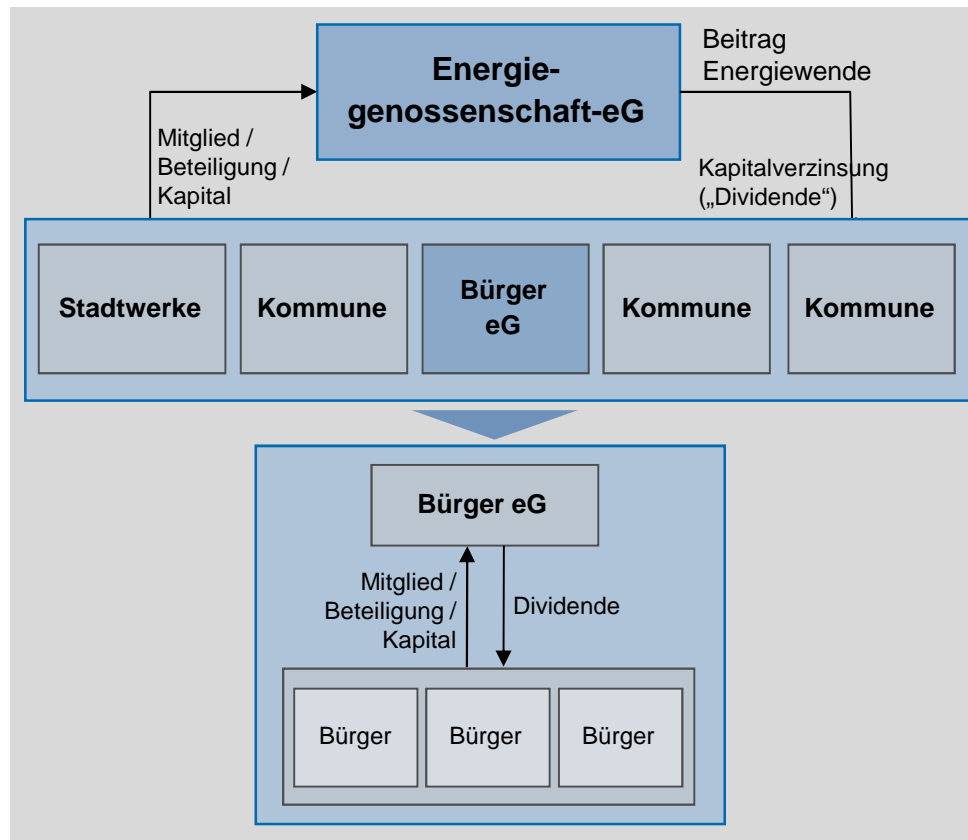 Energie-
genossenschaft-eG
Beitrag
Energiewende
Mitglied /
Beteiligung /
Kapital
Kapitalverzinsung
(„Dividende“)
Stadtwerke
Kommune
Bürger
eG
Kommune
Kommune
Bürger eG
Mitglied /
Beteiligung /
Kapital
Dividende
Bürger
Bürger
Bürger